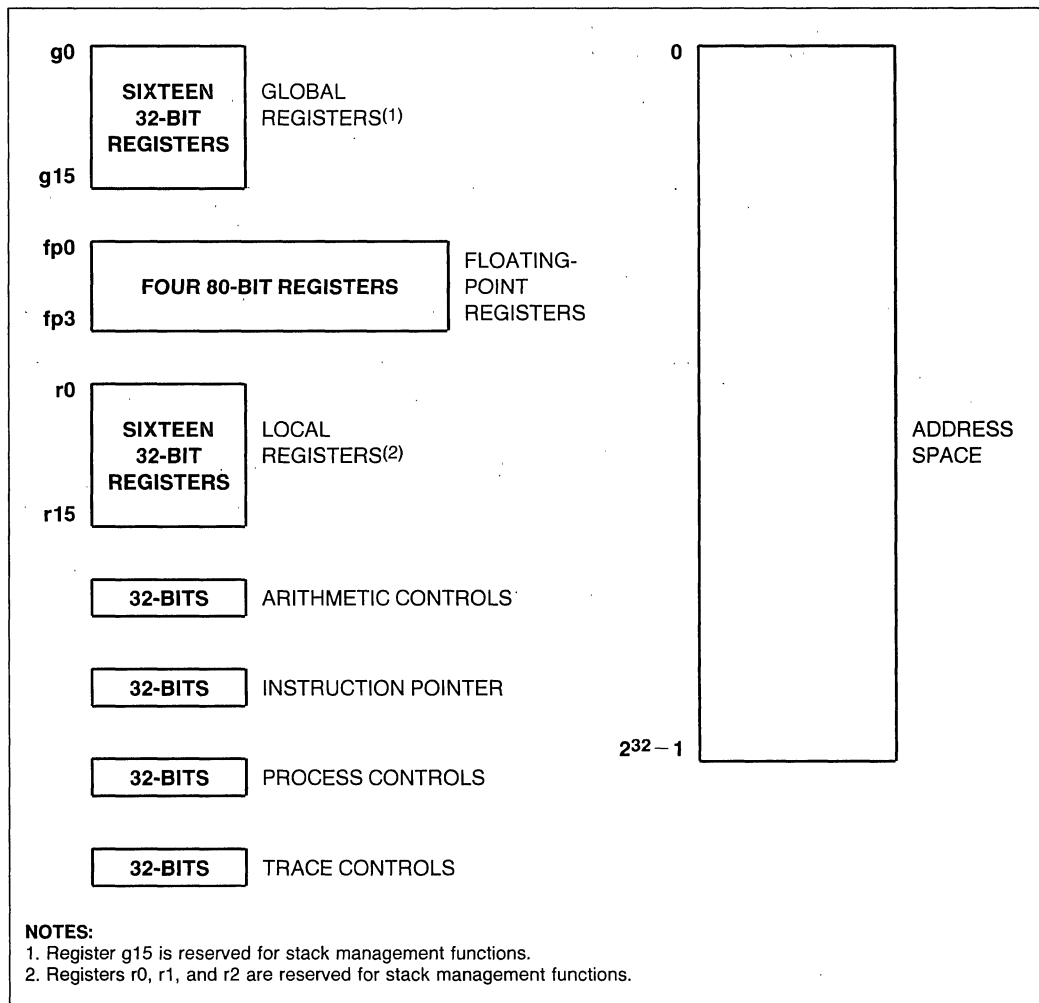 g0
SIXTEEN
32-BIT
REGISTERS
g15
GLOBAL
REGISTERS(1)
fp0
FOUR 80-BIT REGISTERS
fp3
FLOATING-
POINT
REGISTERS
r0
SIXTEEN
32-BIT
REGISTERS
r15
LOCAL
REGISTERS(2)
32-BITS ARITHMETIC CONTROLS
32-BITS INSTRUCTION POINTER
32-BITS PROCESS CONTROLS
32-BITS TRACE CONTROLS
0
ADDRESS
SPACE
2³²−1
NOTES:
1. Register g15 is reserved for stack management functions.
2. Registers r0, r1, and r2 are reserved for stack management functions.